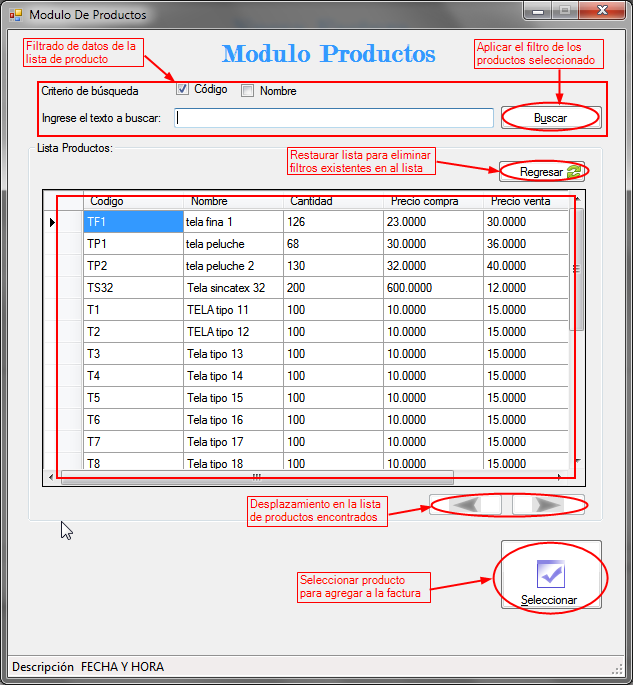 Modulo De Productos
Filtrado de datos de la
lista de producto
Modulo Productos
Aplicar el filtro de los
productos seleccionado
Criterio de búsqueda Código Nombre
Ingrese el texto a buscar: Buscar
Lista Productos:
Restaurar lista para eliminar
filtros existentes en al lista
Regresar
Codigo Nombre Cantidad Precio compra Precio venta
TF1 tela fina 1 126 23.0000 30.0000
TP1 tela peluche 68 30.0000 36.0000
TP2 tela peluche 2 130 32.0000 40.0000
TS32 Tela sincatex 32 200 600.0000 12.0000
T1 TELA tipo 11 100 10.0000 15.0000
T2 TELA tipo 12 100 10.0000 15.0000
T3 Tela tipo 13 100 10.0000 15.0000
T4 Tela tipo 14 100 10.0000 15.0000
T5 Tela tipo 15 100 10.0000 15.0000
T6 Tela tipo 16 100 10.0000 15.0000
T7 Tela tipo 17 100 10.0000 15.0000
T8 Tela tipo 18 100 10.0000 15.0000
Desplazamiento en la lista
de productos encontrados
Seleccionar producto
para agregar a la factura
Seleccionar
Descripción FECHA Y HORA